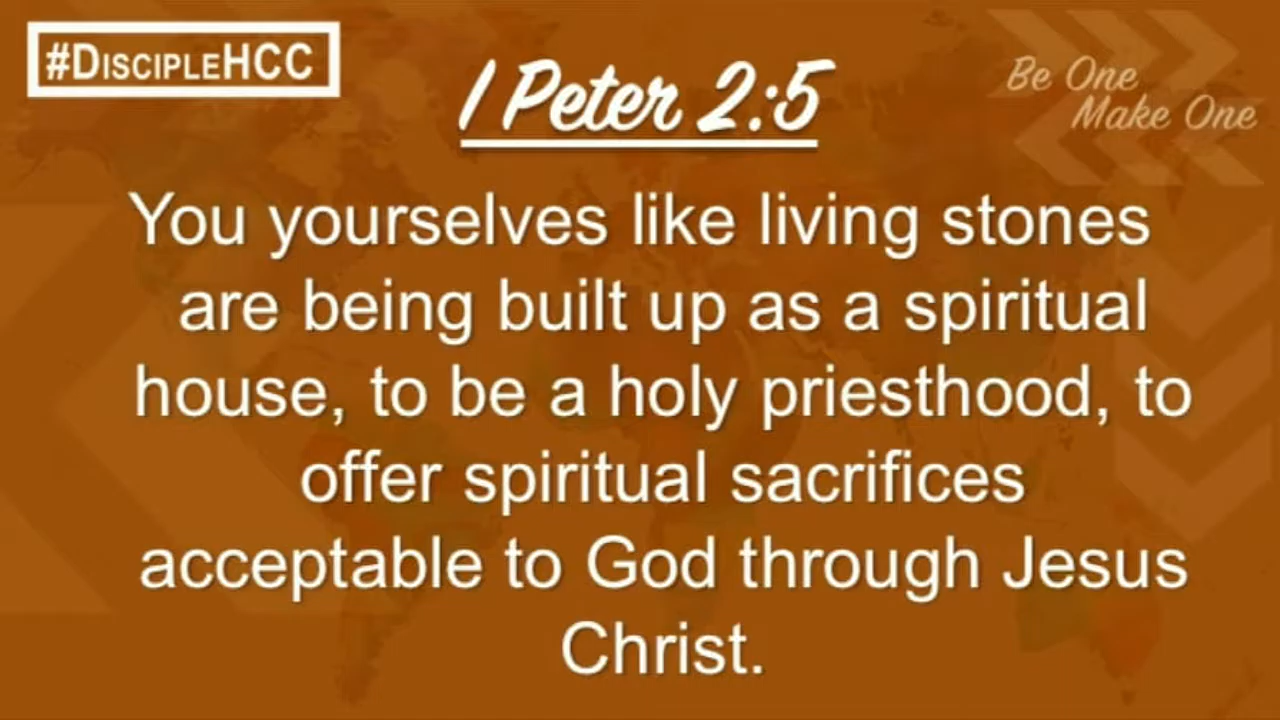 #DISCIPLEHCC
1 Peter 2:5
Be One
Make One
You yourselves like living stones
are being built up as a spiritual
house, to be a holy priesthood, to
offer spiritual sacrifices
acceptable to God through Jesus
Christ.